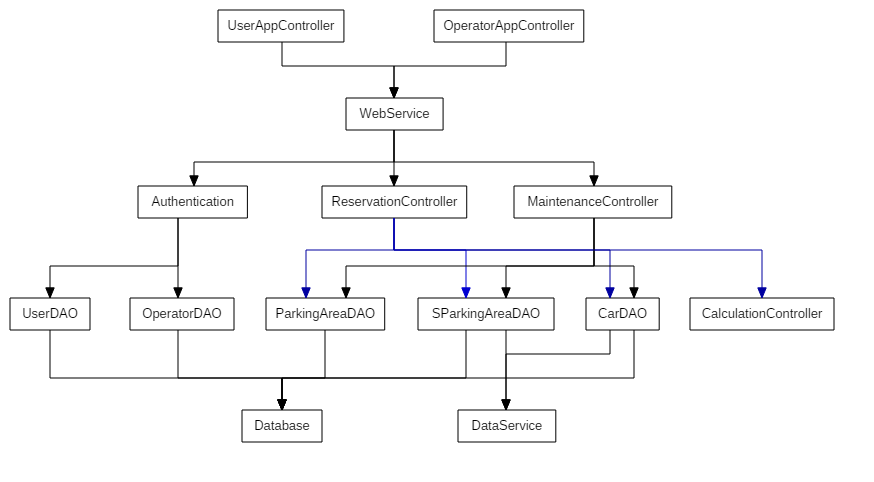 UserAppController
OperatorAppController
WebService
Authentication
ReservationController
MaintenanceController
UserDAO
OperatorDAO
ParkingAreaDAO
SParkingAreaDAO
CarDAO
CalculationController
Database
DataService